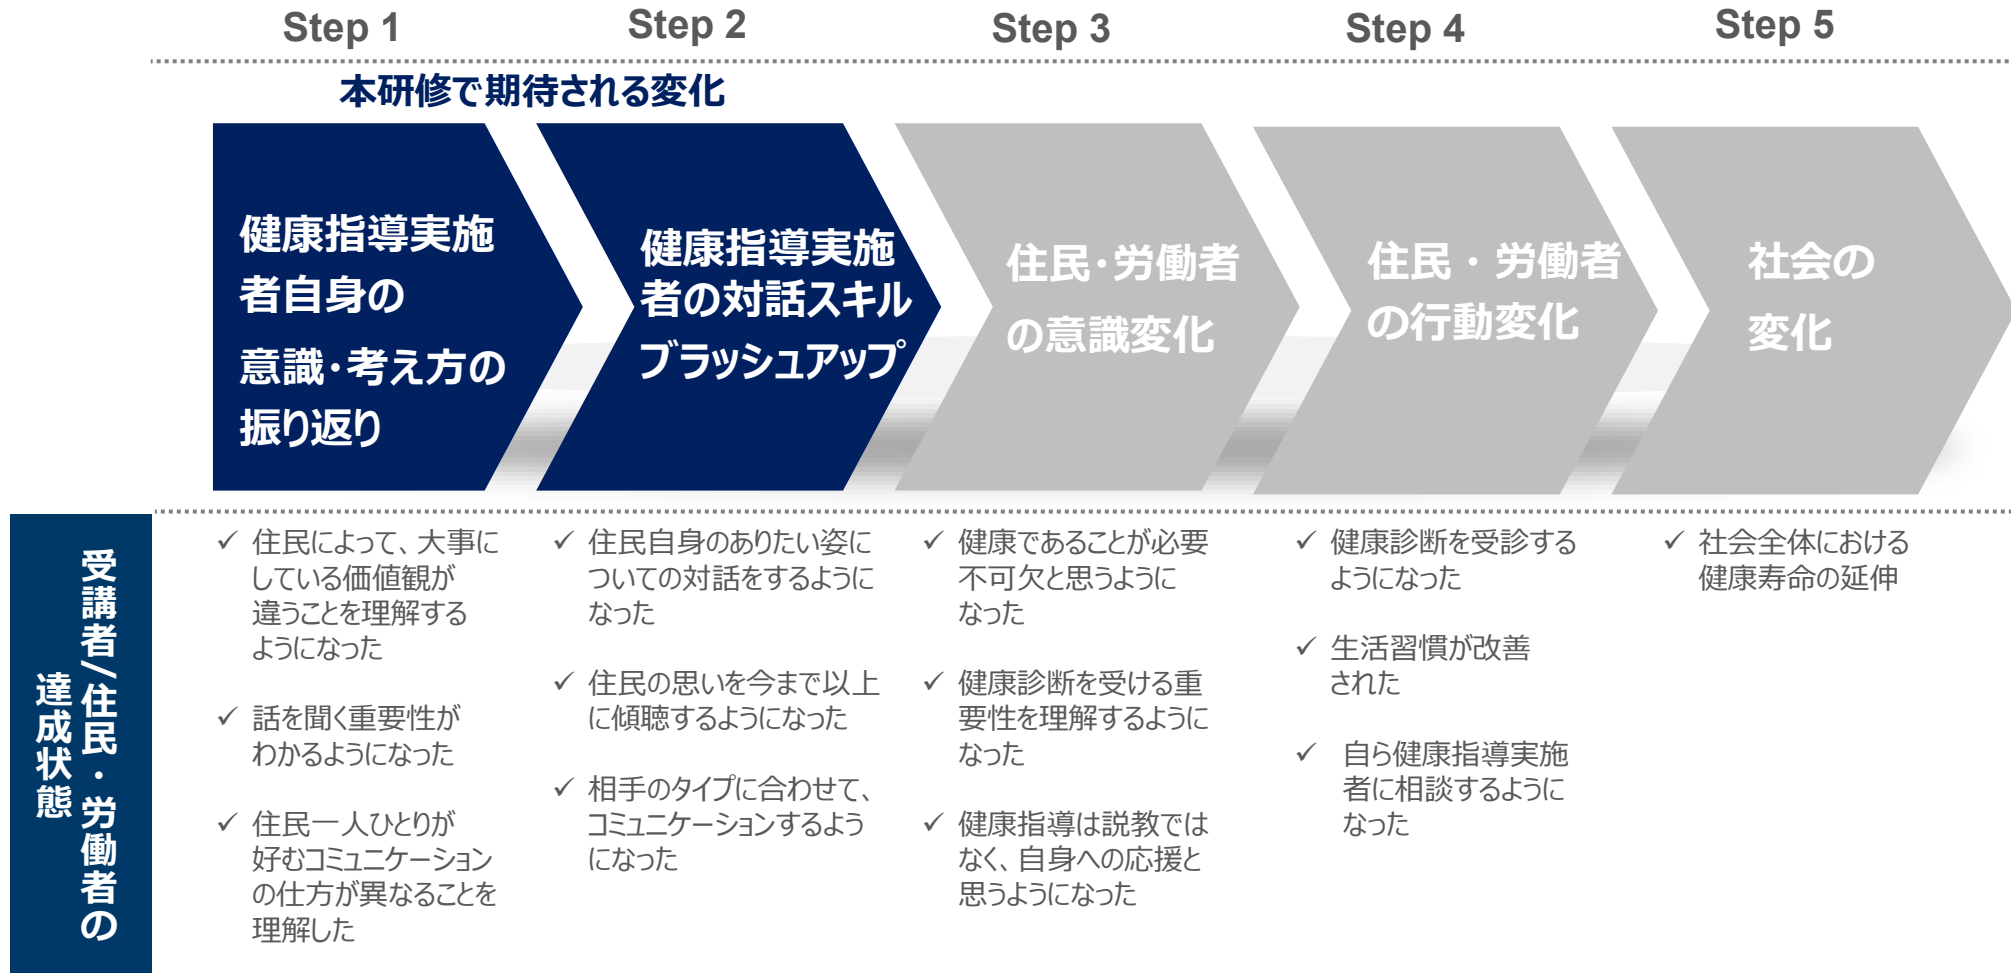 Step 1
Step 2
Step 3
Step 4
Step 5
本研修で期待される変化
健康指導実施
者自身の
意識・考え方の
振り返り
健康指導実施
者の対話スキル
ブラッシュアップ
住民・労働者
の意識変化
住民・労働者
の行動変化
社会の
変化
受講者/住民・労働者の
達成状態
✓ 住民によって、大事に
している価値観が
違うことを理解する
ようになった
✓ 話を聞く重要性が
わかるようになった
✓ 住民一人ひとりが
好むコミュニケーション
の仕方が異なることを
理解した
✓ 住民自身のありたい姿に
ついての対話をするように
なった
✓ 住民の思いを今まで以上
に傾聴するようになった
✓ 相手のタイプに合わせて、
コミュニケーションするよう
になった
✓ 健康であることが必要
不可欠と思うように
なった
✓ 健康診断を受ける重
要性を理解するように
なった
✓ 健康指導は説教では
なく、自身への応援と
思うようになった
✓ 健康診断を受診する
ようになった
✓ 生活習慣が改善
された
✓ 自ら健康指導実施
者に相談するように
なった
✓ 社会全体における
健康寿命の延伸